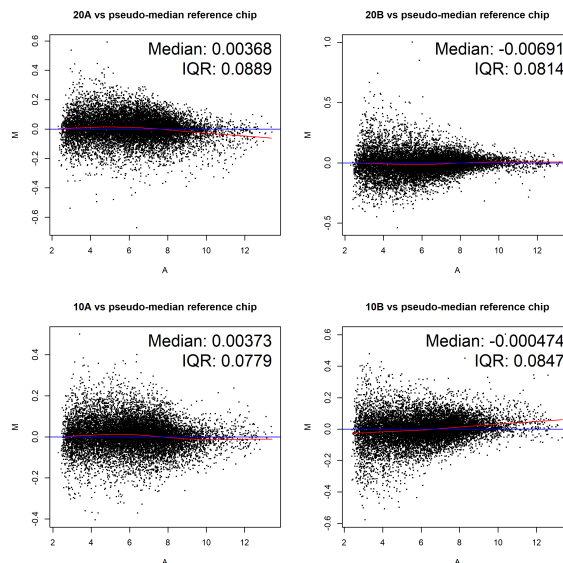 20A vs pseudo-median reference chip
Median: 0.00368
IQR: 0.0889
0.6
0.4
0.2
0.0
-0.2
-0.4
-0.6
M
2 4 6 8 10 12
A
20B vs pseudo-median reference chip
Median: -0.00691
IQR: 0.0814
1.0
0.5
0.0
-0.5
M
2 4 6 8 10 12
A
10A vs pseudo-median reference chip
Median: 0.00373
IQR: 0.0779
0.4
0.2
0.0
-0.2
-0.4
M
2 4 6 8 10 12
A
10B vs pseudo-median reference chip
Median: -0.000474
IQR: 0.0847
0.6
0.4
0.2
0.0
-0.2
-0.4
-0.6
M
2 4 6 8 10 12
A